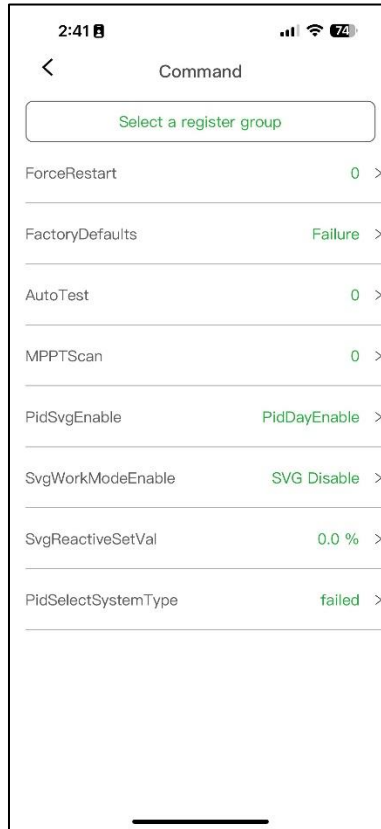 2:41
74
Command
Select a register group
ForceRestart 0
FactoryDefaults Failure
AutoTest 0
MPPTScan 0
PidSvgEnable PidDayEnable
SvgWorkModeEnable SVG Disable
SvgReactiveSetVal 0.0 %
PidSelectSystemType failed